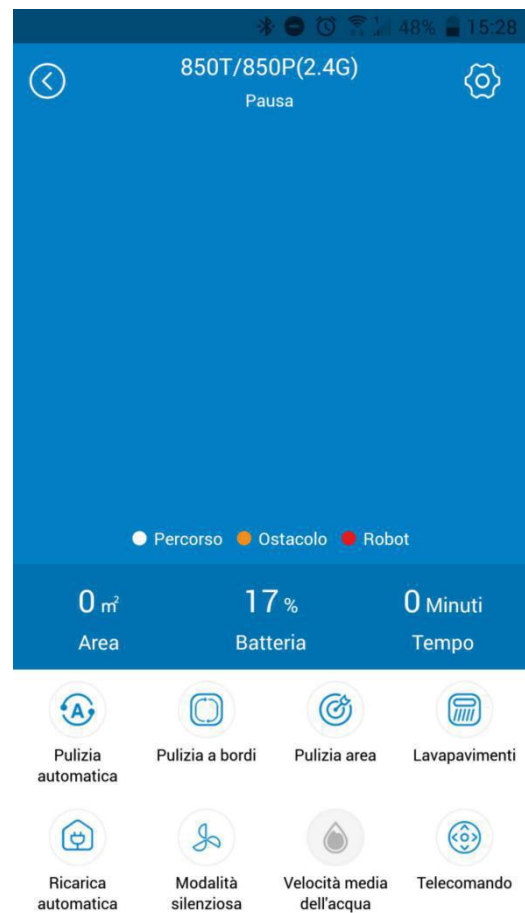 48% 15:28
850T/850P(2.4G)
Pausa
Percorso Ostacolo Robot
0 m² 17 % 0 Minuti
Area Batteria Tempo
A
Pulizia automatica Pulizia a bordi Pulizia area Lavapavimenti
Ricarica automatica Modalità silenziosa Velocità media dell'acqua Telecomando